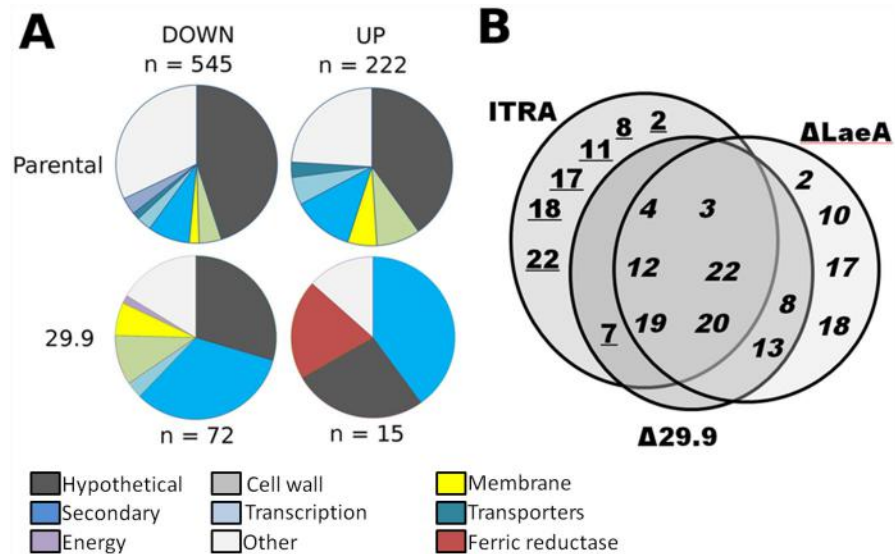 A
DOWN
n = 545
UP
n = 222
Parental
29.9
n = 72
n = 15
Hypothetical
Cell wall
Membrane
Secondary
Transcription
Transporters
Energy
Other
Ferric reductase
B
ITRA
ΔLaeA
8 2
11
17
18
22
4 3
12 22
19 20
7
2
10
17
8
18
13
Δ29.9